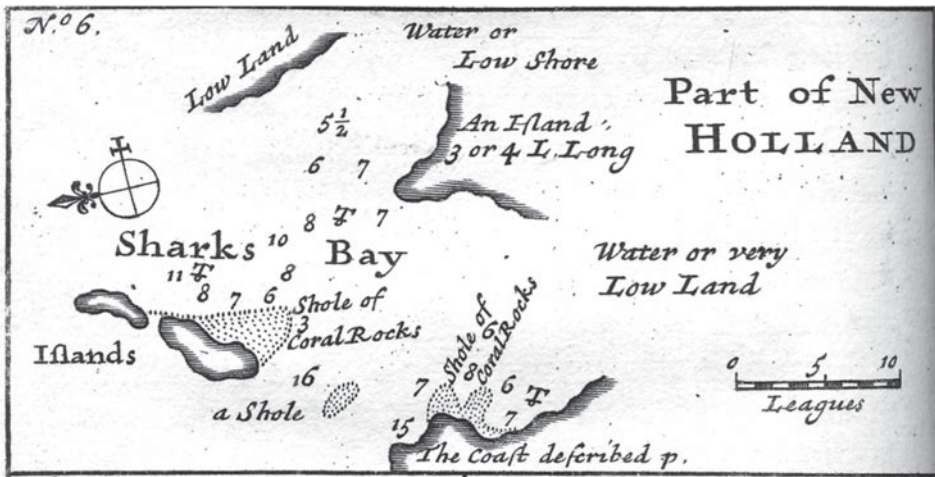 N.º 6.
Low Land
Water or
Low Shore
Part of New
HOLLAND
5 1/2
An Iſland
3 or 4 L. Long
6 7
8 7
Sharks Bay
10
11 8
8 7 6
Shole of
3
Coral Rocks
Water or very
Low Land
Iſlands
16
a Shole
Shole of
Coral Rocks
7 8 6 6
15 7
0 5 10
Leagues
The Coaſt deſcribed p.